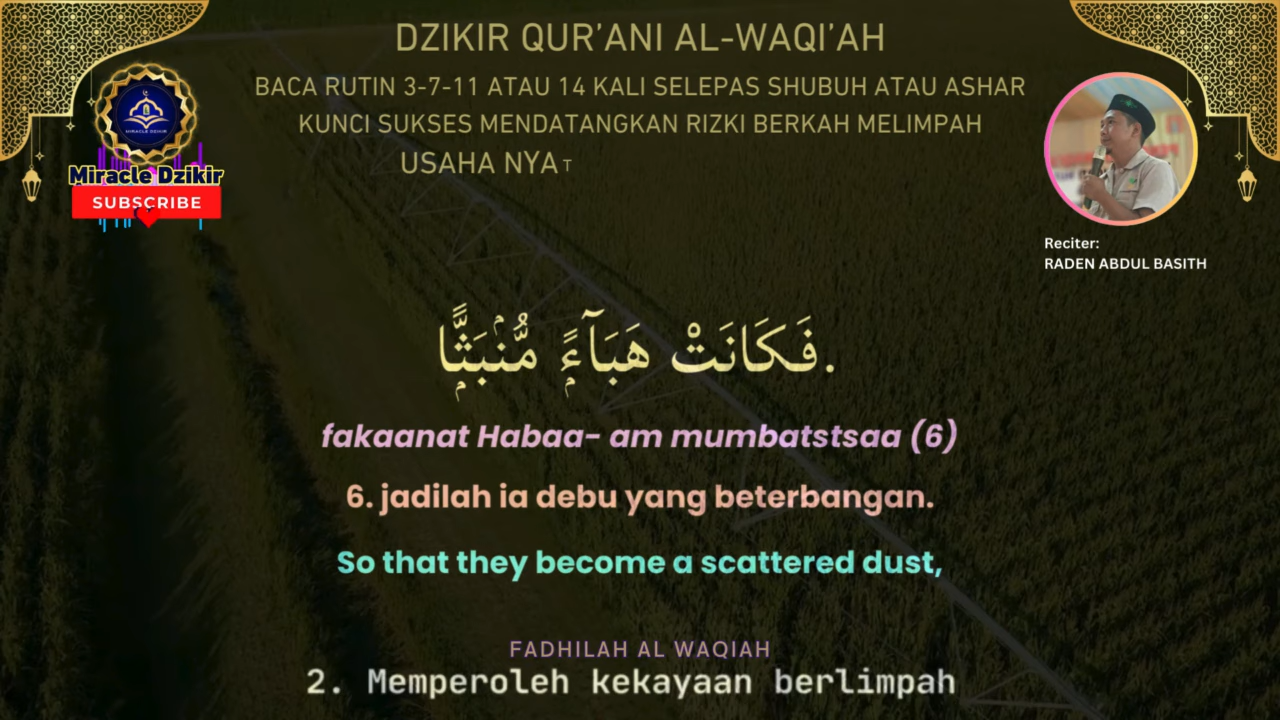 DZIKIR QUR'ANI AL-WAQI'AH
BACA RUTIN 3-7-11 ATAU 14 KALI SELEPAS SHUBUH ATAU ASHAR
KUNCI SUKSES MENDATANGKAN RIZKI BERKAH MELIMPAH
USAHA NYA T
MIRACLE DZIKIR
Miracle Dzikir
SUBSCRIBE
Reciter:
RADEN ABDUL BASITH
فَكَانَتْ هَبَاۤءً مُّنْۢبَثًّاۙ.
fakaanat Habaa- am mumbatstsaa (6)
6. jadilah ia debu yang beterbangan.
So that they become a scattered dust,
FADHILAH AL WAQIAH
2. Memperoleh kekayaan berlimpah